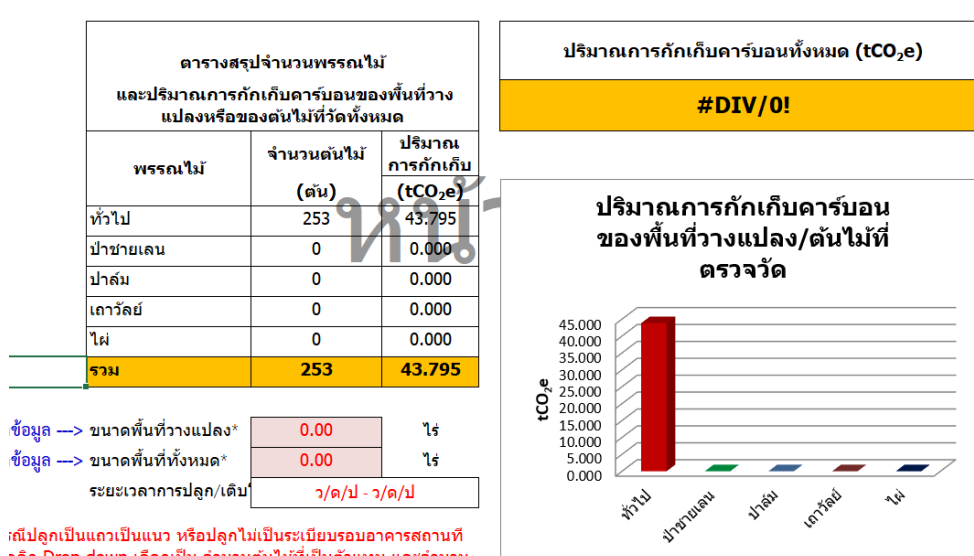 ตารางสรุปจำนวนพรรณไม้
และปริมาณการกักเก็บคาร์บอนของพื้นที่วาง
แปลงหรือของต้นไม้ที่วัดทั้งหมด
พรรณไม้ จำนวนต้นไม้ ปริมาณ
การกักเก็บ
(ต้น) (tCO₂e)
ทั่วไป 253 43.795
ป่าชายเลน 0 0.000
ปาล์ม 0 0.000
เถาวัลย์ 0 0.000
ไผ่ 0 0.000
รวม 253 43.795
ข้อมูล ---> ขนาดพื้นที่วางแปลง* 0.00 ไร่
ข้อมูล ---> ขนาดพื้นที่ทั้งหมด* 0.00 ไร่
ระยะเวลาการปลูก/เติบ ว/ด/ป - ว/ด/ป
รณีปลูกเป็นแถวเป็นแนว หรือปลูกไม่เป็นระเบียบรอบอาคารสถานที่
ปริมาณการกักเก็บคาร์บอนทั้งหมด (tCO₂e)
#DIV/0!
ปริมาณการกักเก็บคาร์บอน
ของพื้นที่วางแปลง/ต้นไม้ที่
ตรวจวัด
tCO₂e
45.000
40.000
35.000
30.000
25.000
20.000
15.000
10.000
5.000
0.000
ทั่วไป
ป่าชายเลน
ปาล์ม
เถาวัลย์
ไผ่